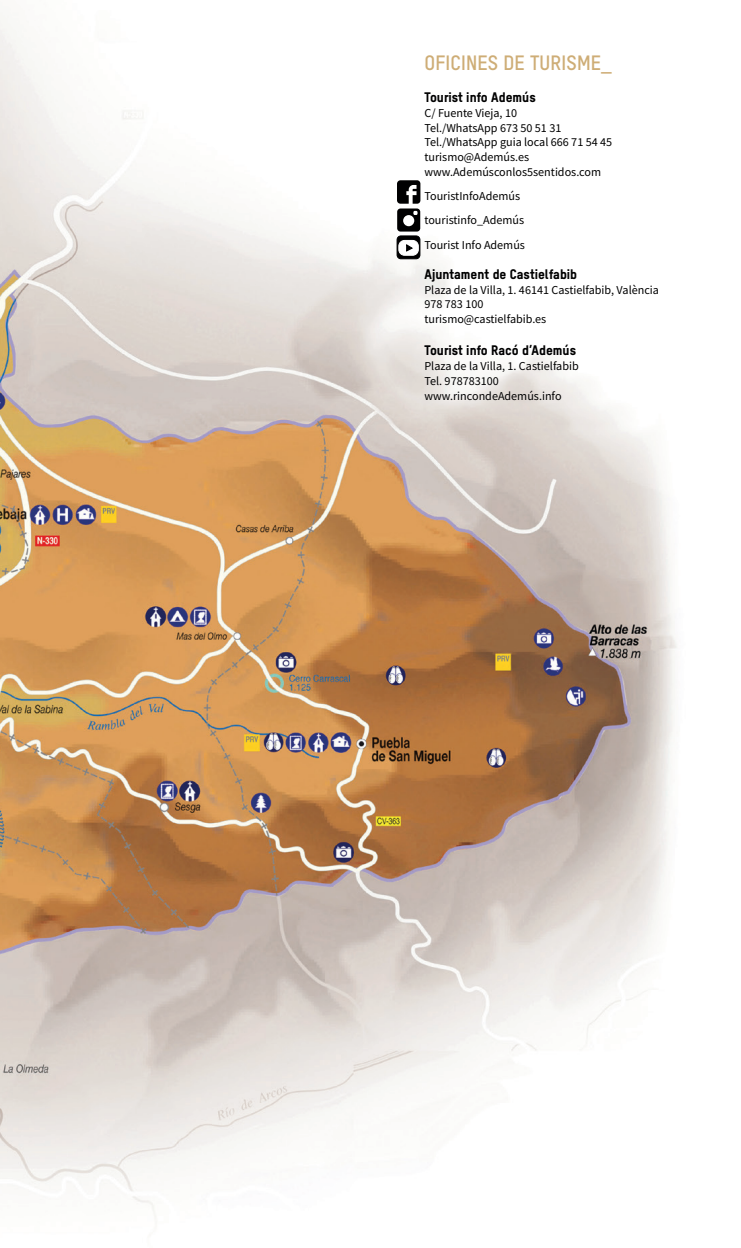 OFICINES DE TURISME_
Tourist info Ademús
C/ Fuente Vieja, 10
Tel./WhatsApp 673 50 51 31
Tel./WhatsApp guia local 666 71 54 45
turismo@Ademús.es
www.Ademúsconlos5sentidos.com
TouristInfoAdemús
touristinfo_Ademús
Tourist Info Ademús
Ajuntament de Castielfabib
Plaza de la Villa, 1. 46141 Castielfabib, València
978 783 100
turismo@castielfabib.es
Tourist info Racó d'Ademús
Plaza de la Villa, 1. Castielfabib
Tel. 978783100
www.rincondeAdemús.info
Pajares
ebaja
H
PRV
N-330
Casas de Arriba
Mas del Olmo
Alto de las
Barracas
1.838 m
PRV
Cerro Carrascal
1.125
Val de la Sabina
Rambla del Val
PRV
Puebla
de San Miguel
Sesga
CV-363
La Olmeda
Río de Arcos